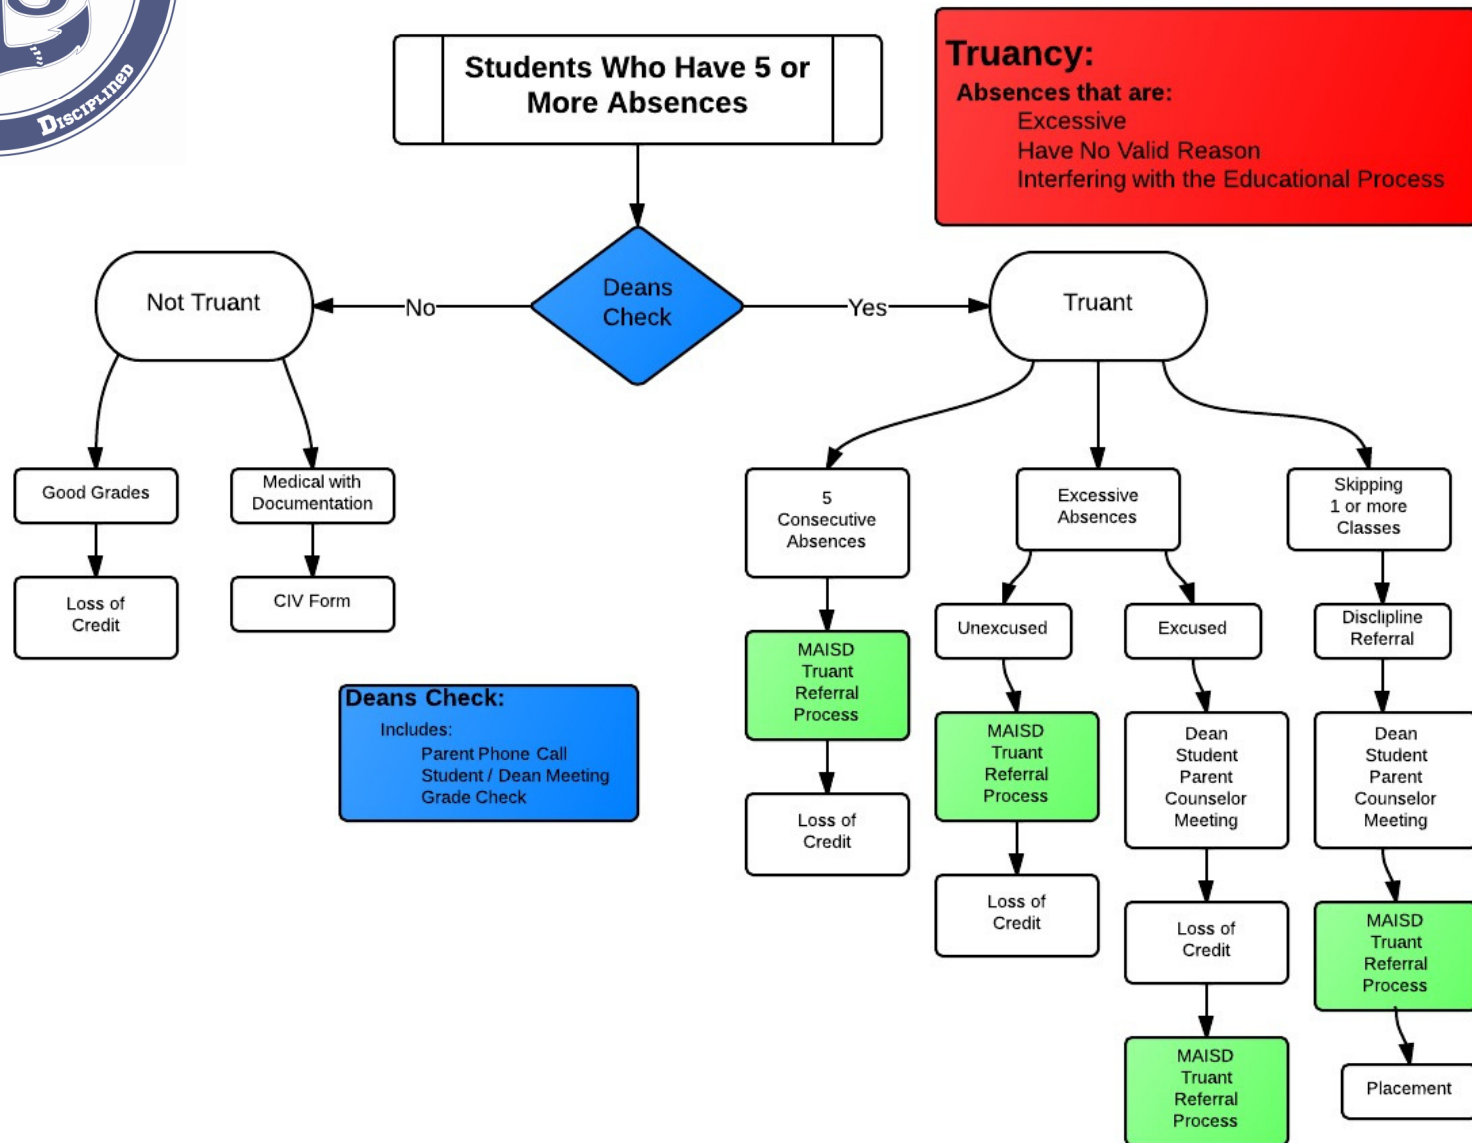 DISCIPLINED
Students Who Have 5 or
More Absences
Truancy:
Absences that are:
Excessive
Have No Valid Reason
Interfering with the Educational Process
Deans
Check
No
Yes
Not Truant
Truant
Good Grades
Loss of
Credit
Medical with
Documentation
CIV Form
Deans Check:
Includes:
Parent Phone Call
Student / Dean Meeting
Grade Check
5
Consecutive
Absences
MAISD
Truant
Referral
Process
Loss of
Credit
Excessive
Absences
Unexcused
MAISD
Truant
Referral
Process
Loss of
Credit
Excused
Dean
Student
Parent
Counselor
Meeting
Loss of
Credit
MAISD
Truant
Referral
Process
Skipping
1 or more
Classes
Disclipline
Referral
Dean
Student
Parent
Counselor
Meeting
MAISD
Truant
Referral
Process
Placement